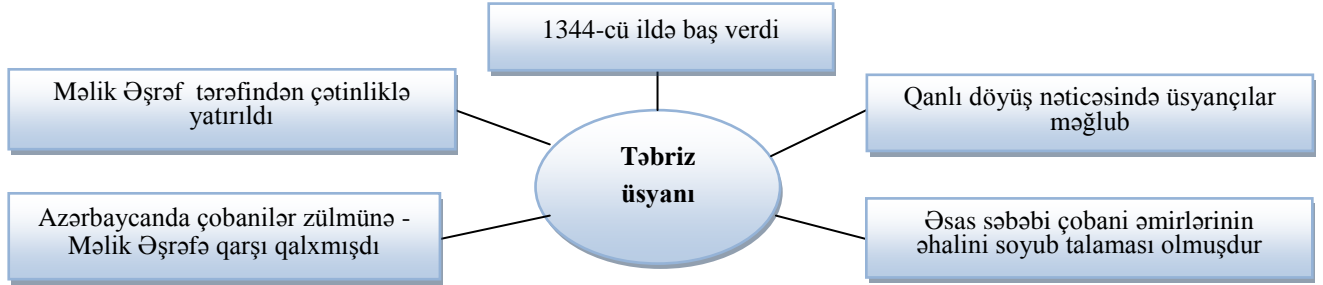 1344-cü ildə baş verdi
Məlik Əşrəf tərəfindən çətinliklə
yatırıldı
Qanlı döyüş nəticəsində üsyançılar
məğlub
Təbriz
üsyanı
Azərbaycanda çobanilər zülmünə -
Məlik Əşrəfə qarşı qalxmışdı
Əsas səbəbi çobani əmirlərinin
əhalini soyub talaması olmuşdur